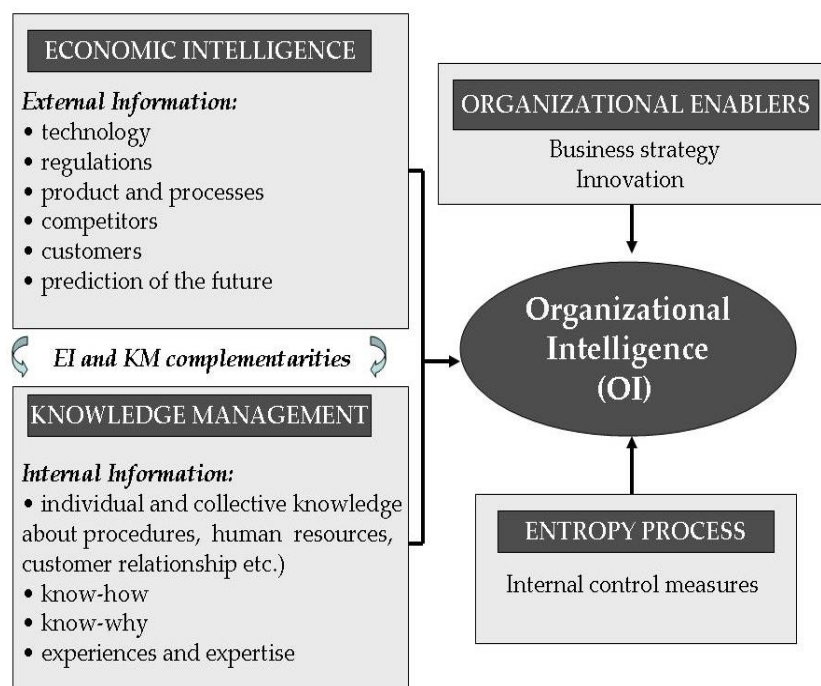 ECONOMIC INTELLIGENCE
External Information:
• technology
• regulations
• product and processes
• competitors
• customers
• prediction of the future
EI and KM complementarities
KNOWLEDGE MANAGEMENT
Internal Information:
• individual and collective knowledge
about procedures, human resources,
customer relationship etc.)
• know-how
• know-why
• experiences and expertise
ORGANIZATIONAL ENABLERS
Business strategy
Innovation
Organizational
Intelligence
(OI)
ENTROPY PROCESS
Internal control measures